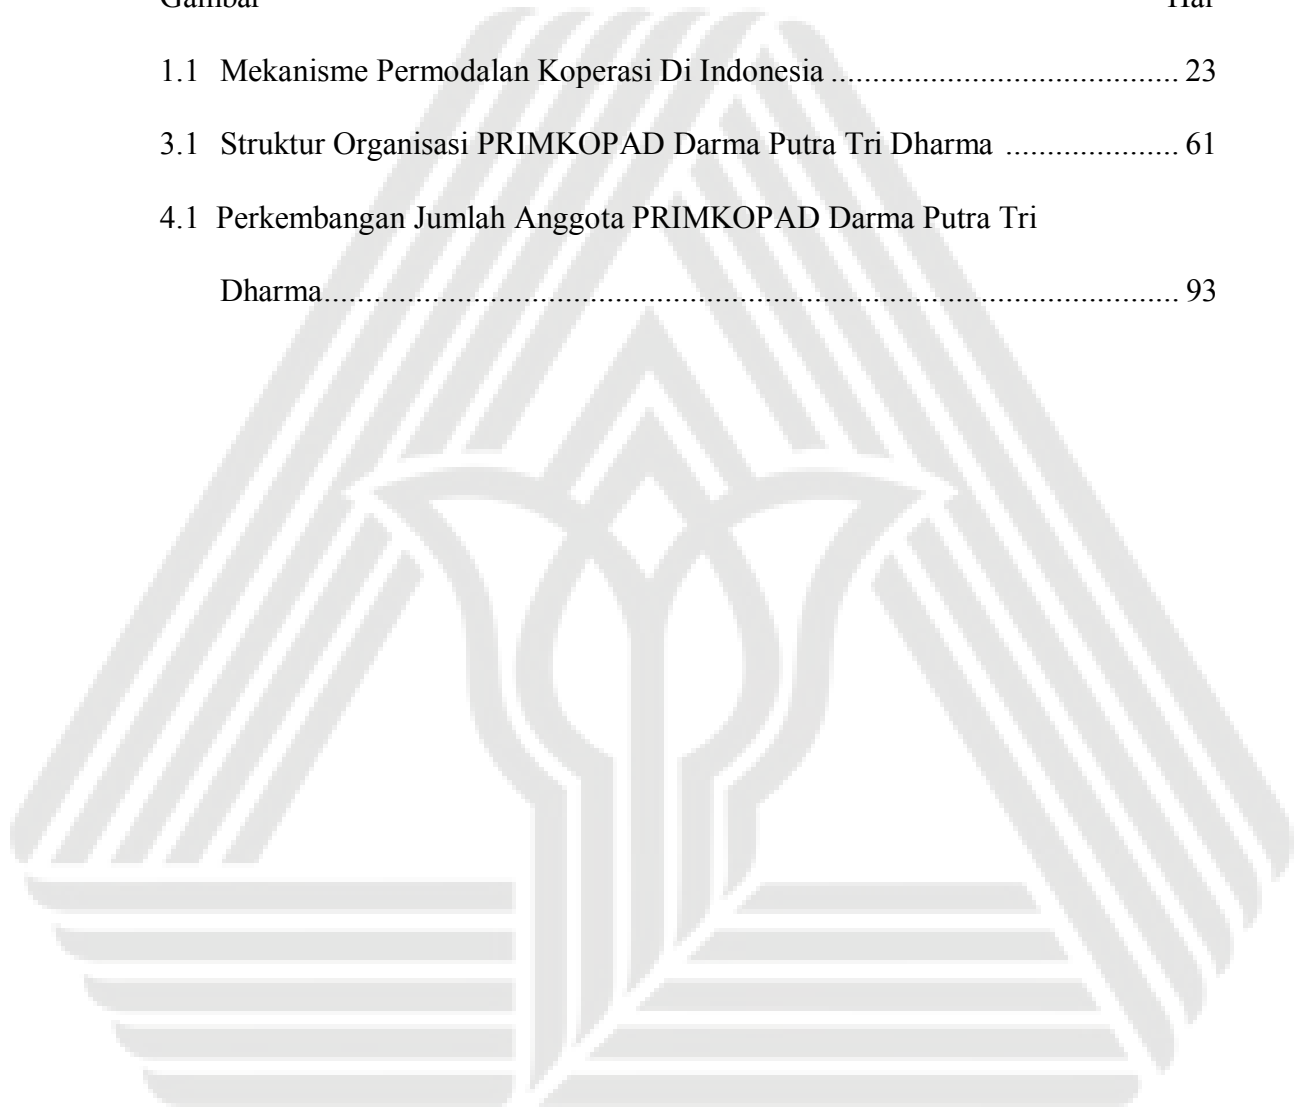 Gambar Hal
1.1 Mekanisme Permodalan Koperasi Di Indonesia .......................................... 23
3.1 Struktur Organisasi PRIMKOPAD Darma Putra Tri Dharma ..................... 61
4.1 Perkembangan Jumlah Anggota PRIMKOPAD Darma Putra Tri
Dharma....................................................................................................... 93